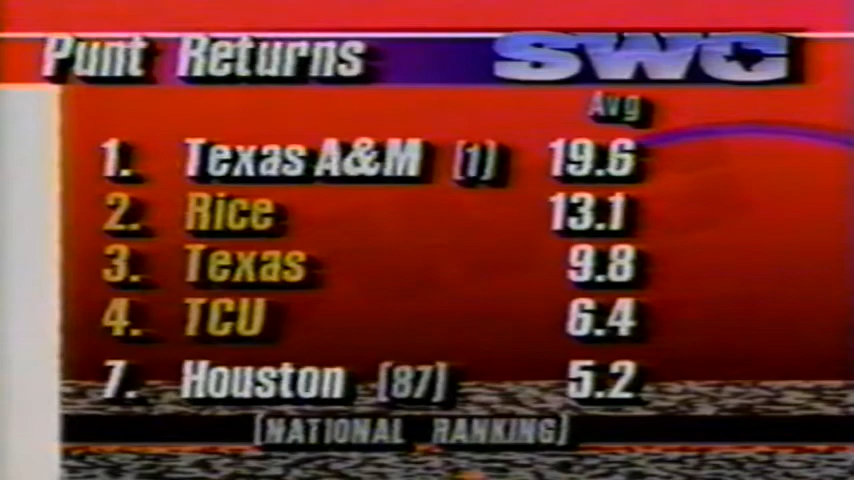 Punt Returns SWC
Avg
1. Texas A&M (1) 19.6
2. Rice 13.1
3. Texas 9.8
4. TCU 6.4
7. Houston (87) 5.2
(NATIONAL RANKING)